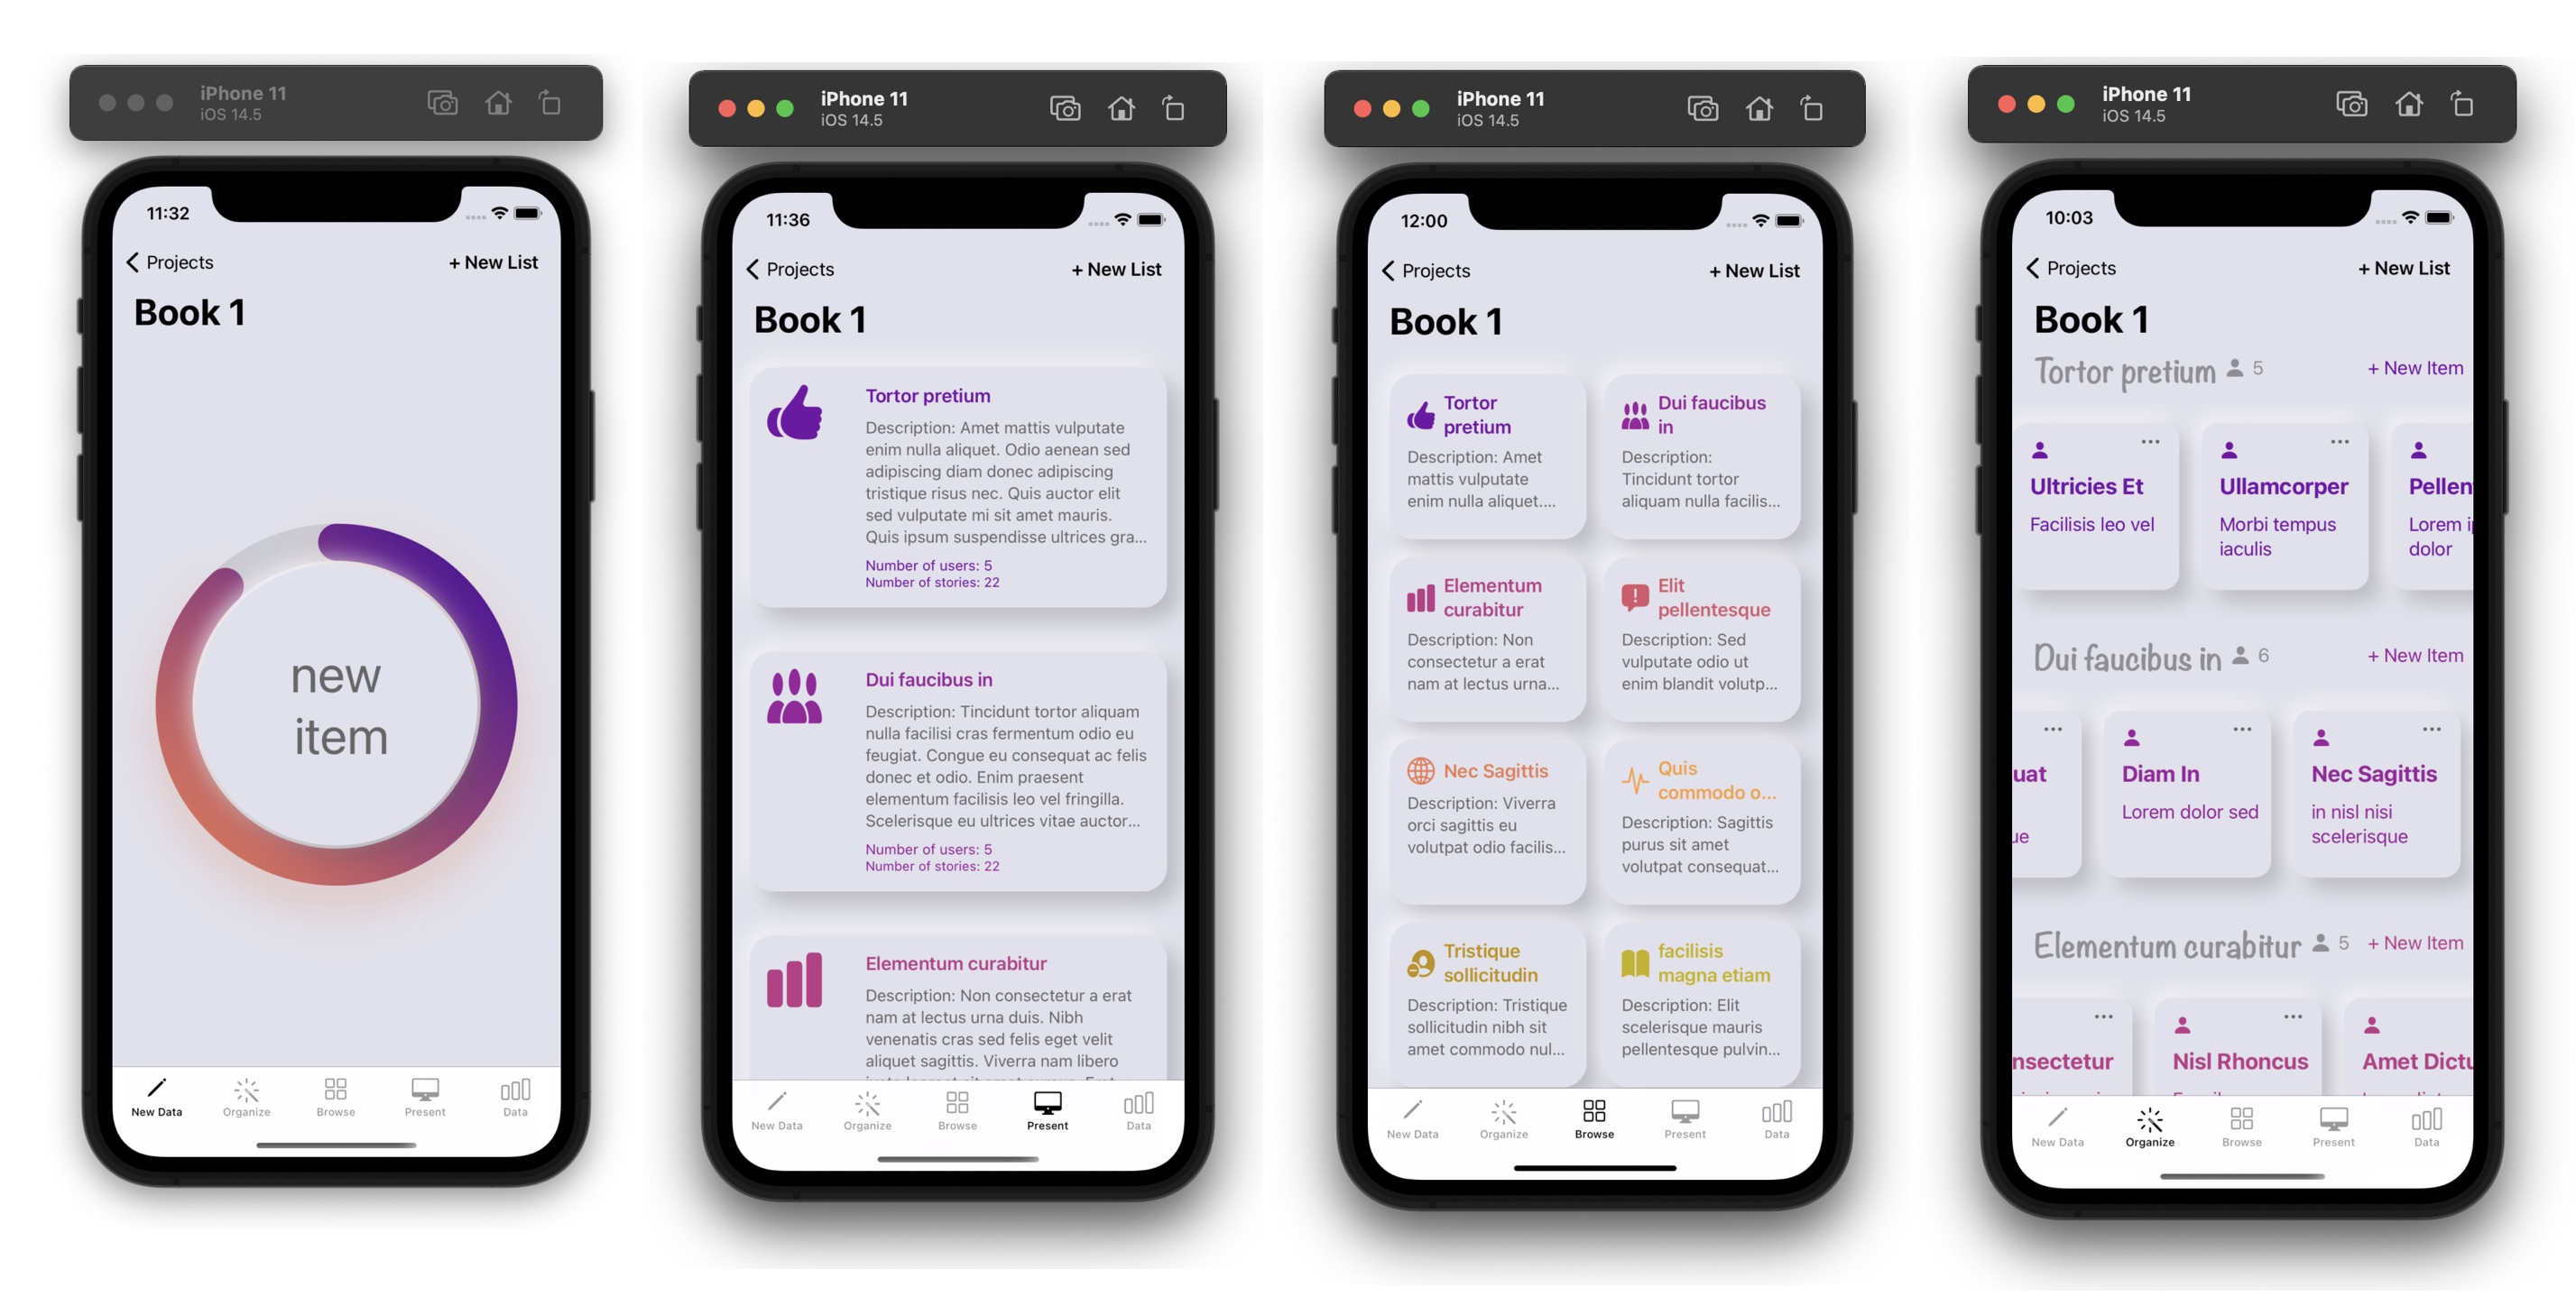 iPhone 11
iOS 14.5
11:32
Projects
+ New List
Book 1
new
item
New Data
Organize
Browse
Present
Data
iPhone 11
iOS 14.5
11:36
Projects
+ New List
Book 1
Tortor pretium
Description: Amet mattis vulputate
enim nulla aliquet. Odio aenean sed
adipiscing diam donec adipiscing
tristique risus nec. Quis auctor elit
sed vulputate mi sit amet mauris.
Quis ipsum suspendisse ultrices gra...
Number of users: 5
Number of stories: 22
Dui faucibus in
Description: Tincidunt tortor aliquam
nulla facilisi cras fermentum odio eu
feugiat. Congue eu consequat ac felis
donec et odio. Enim praesent
elementum facilisis leo vel fringilla.
Scelerisque eu ultrices vitae auctor...
Number of users: 5
Number of stories: 22
Elementum curabitur
Description: Non consectetur a erat
nam at lectus urna duis. Nibh
venenatis cras sed felis eget velit
aliquet sagittis. Viverra nam libero
New Data
Organize
Browse
Present
Data
iPhone 11
iOS 14.5
12:00
Projects
+ New List
Book 1
Tortor
pretium
Description: Amet
mattis vulputate
enim nulla aliquet....
Dui faucibus
in
Description:
Tincidunt tortor
aliquam nulla facilis...
Elementum
curabitur
Description: Non
consectetur a erat
nam at lectus urna...
Elit
pellentesque
Description: Sed
vulputate odio ut
enim blandit volutp...
Nec Sagittis
Description: Viverra
orci sagittis eu
volutpat odio facilis...
Quis
commodo o...
Description: Sagittis
purus sit amet
volutpat consequat...
Tristique
sollicitudin
Description: Tristique
sollicitudin nibh sit
amet commodo nul...
facilisis
magna etiam
Description: Elit
scelerisque mauris
pellentesque pulvin...
New Data
Organize
Browse
Present
Data
iPhone 11
iOS 14.5
10:03
Projects
+ New List
Book 1
Tortor pretium 5
+ New Item
Ultricies Et
Facilisis leo vel
Ullamcorper
Morbi tempus
iaculis
Pellen
Lorem i
dolor
Dui faucibus in 6
+ New Item
uat
ue
Diam In
Lorem dolor sed
Nec Sagittis
in nisl nisi
scelerisque
Elementum curabitur 5
+ New Item
nsectetur
Nisl Rhoncus
Amet Dictu
New Data
Organize
Browse
Present
Data